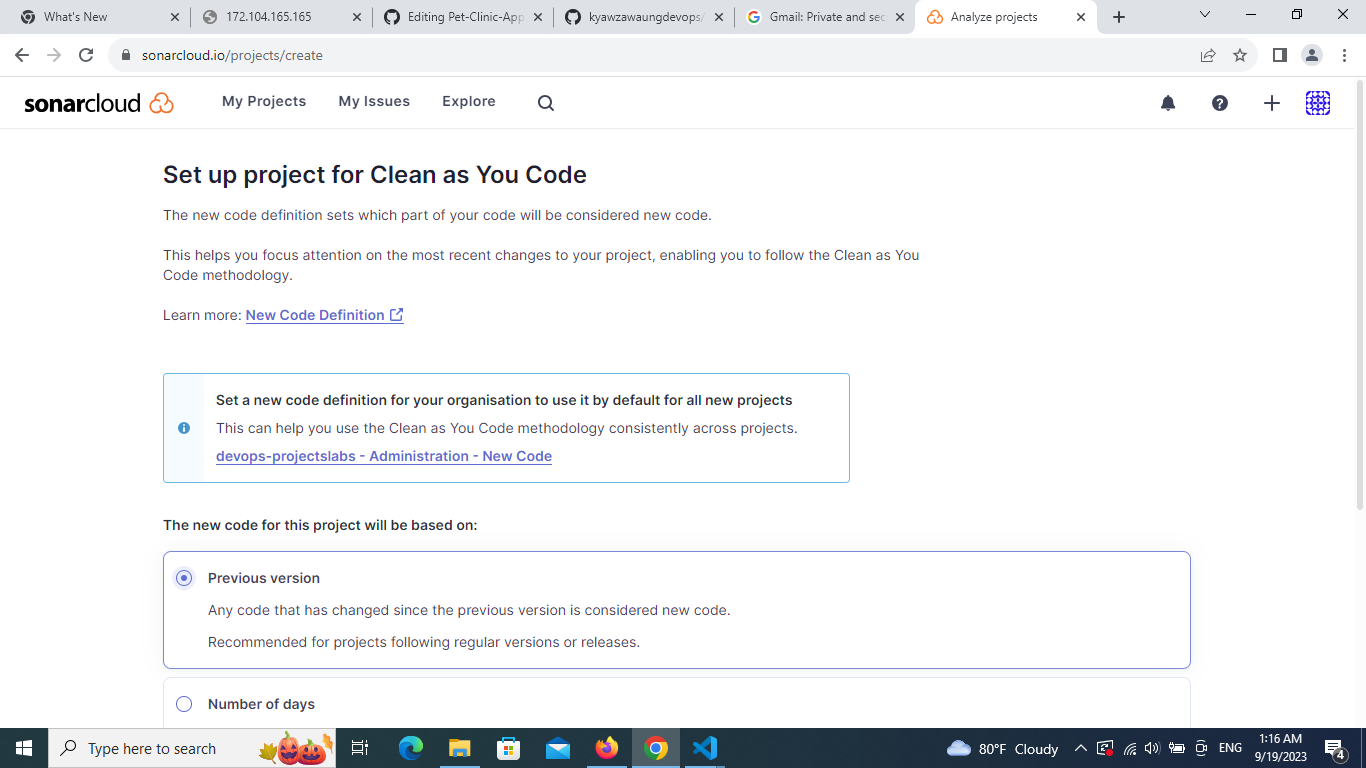 What's New
172.104.165.165
Editing Pet-Clinic-App
kyawzawaungdevops/
Gmail: Private and sec
Analyze projects
sonarcloud.io/projects/create
sonarcloud
My Projects
My Issues
Explore
Set up project for Clean as You Code
The new code definition sets which part of your code will be considered new code.
This helps you focus attention on the most recent changes to your project, enabling you to follow the Clean as You
Code methodology.
Learn more: New Code Definition
Set a new code definition for your organisation to use it by default for all new projects
This can help you use the Clean as You Code methodology consistently across projects.
devops-projectslabs - Administration - New Code
The new code for this project will be based on:
Previous version
Any code that has changed since the previous version is considered new code.
Recommended for projects following regular versions or releases.
Number of days
Type here to search
80°F Cloudy
ENG
1:16 AM
9/19/2023
4